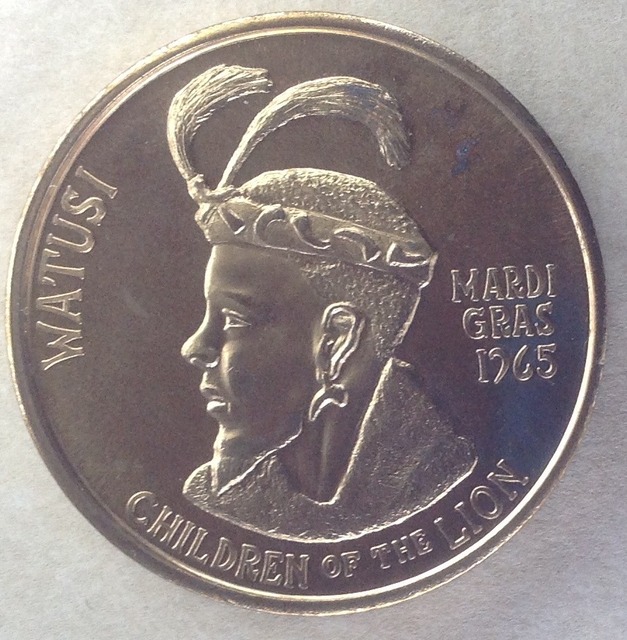 WATUSI
MARDI
GRAS
1965
CHILDREN OF THE LION